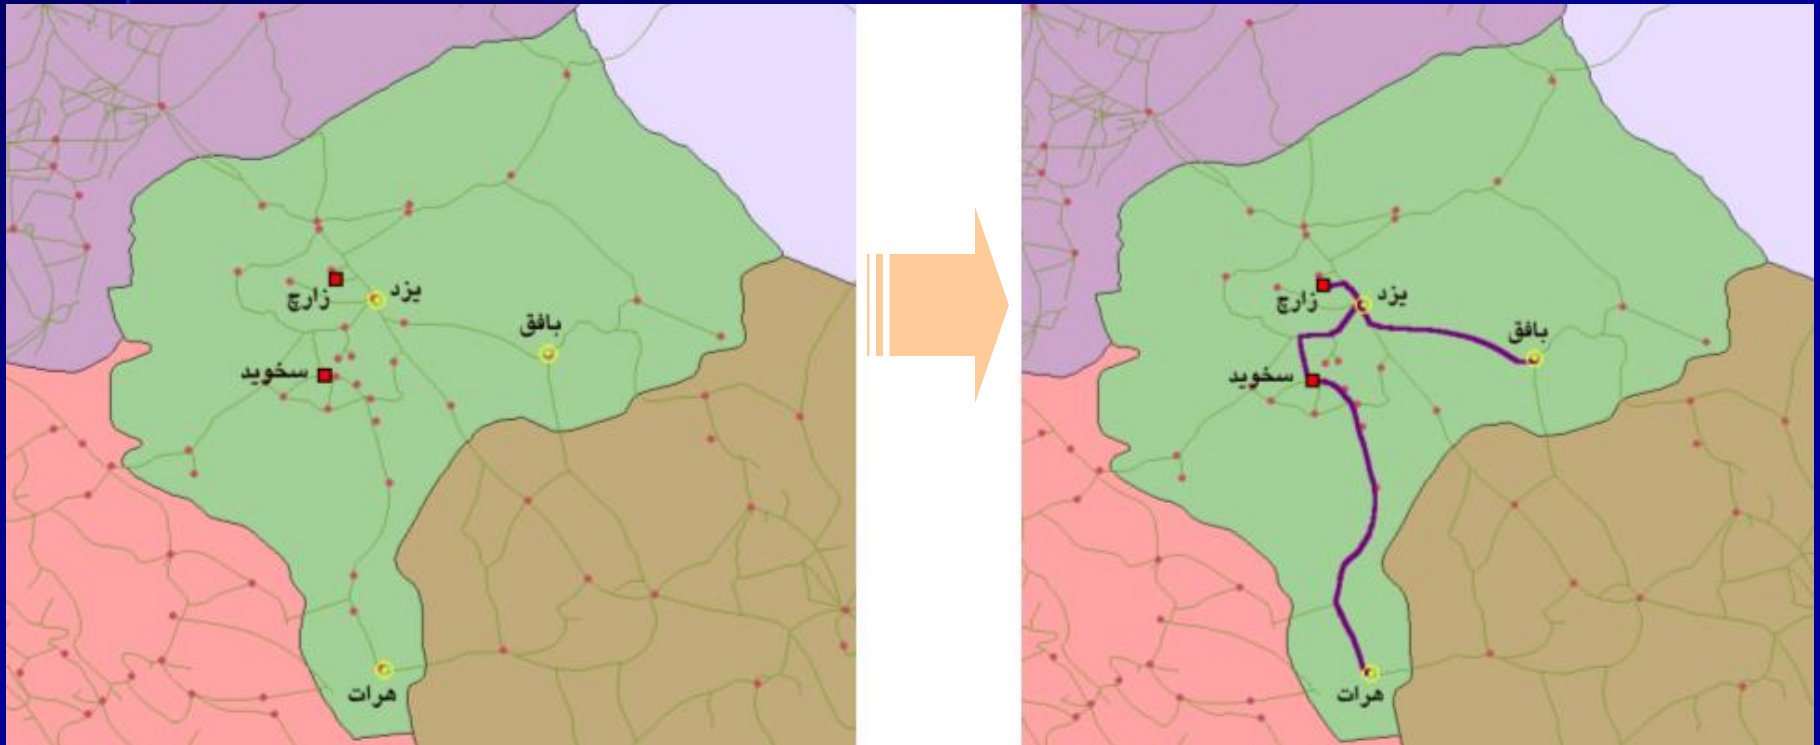 یزد
زارچ
بافق
سخوید
هرات
یزد
زارچ
بافق
سخوید
هرات